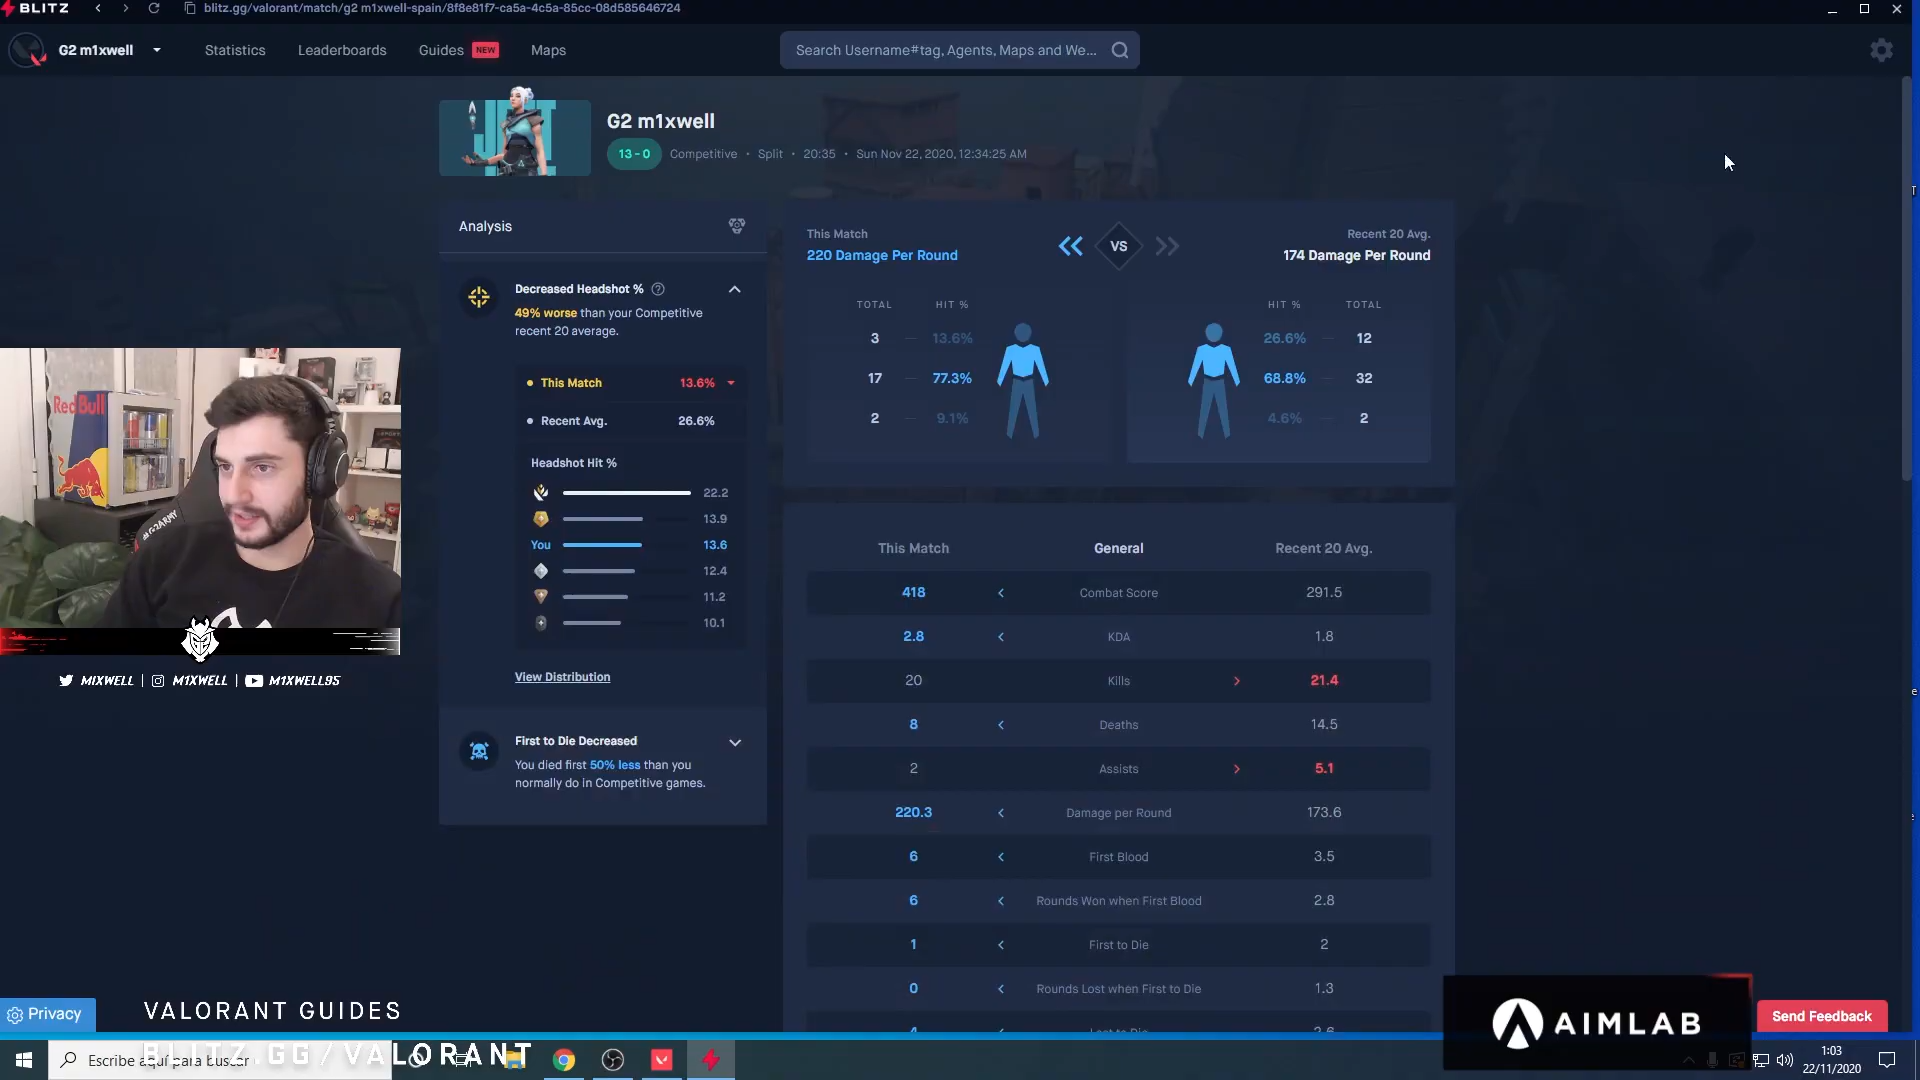 BLITZ
blitz.gg/valorant/match/g2 m1xwell-spain/8f8e81f7-ca5a-4c5a-85cc-08d585646724
G2 m1xwell
Statistics
Leaderboards
Guides NEW
Maps
Search Username#tag, Agents, Maps and We...
G2 m1xwell
13 - 0 Competitive • Split • 20:35 • Sun Nov 22, 2020, 12:34:25 AM
Analysis
Decreased Headshot %
49% worse than your Competitive
recent 20 average.
This Match 13.6%
Recent Avg. 26.6%
Headshot Hit %
22.2
13.9
You 13.6
12.4
11.2
10.1
View Distribution
First to Die Decreased
You died first 50% less than you
normally do in Competitive games.
This Match
220 Damage Per Round
VS
Recent 20 Avg.
174 Damage Per Round
TOTAL HIT % HIT % TOTAL
3 — 13.6% 26.6% — 12
17 — 77.3% 68.8% — 32
2 — 9.1% 4.6% — 2
This Match General Recent 20 Avg.
418 Combat Score 291.5
2.8 KDA 1.8
20 Kills 21.4
8 Deaths 14.5
2 Assists 5.1
220.3 Damage per Round 173.6
6 First Blood 3.5
6 Rounds Won when First Blood 2.8
1 First to Die 2
0 Rounds Lost when First to Die 1.3
Red Bull
#G2ARMY
MIXWELL | M1XWELL | M1XWELL95
Privacy
VALORANT GUIDES
BLITZ.GG/VALORANT
AIMLAB
Send Feedback
Escribe aquí para buscar
1:03
22/11/2020